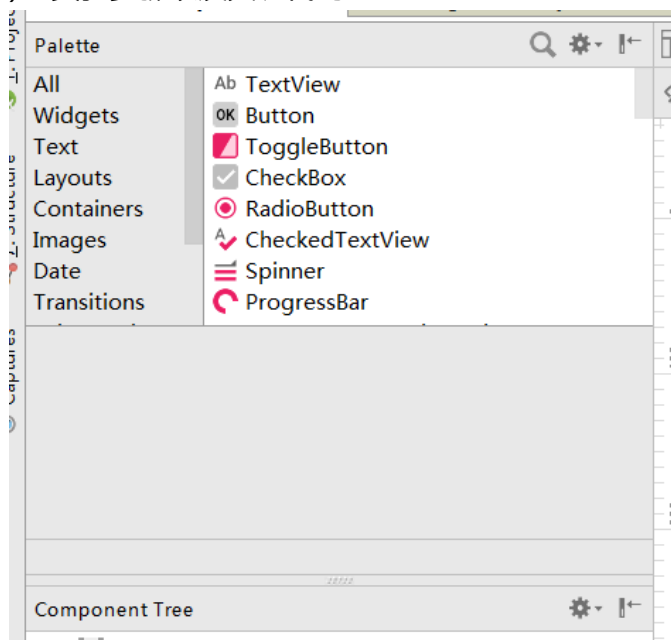 Palette
All
Widgets
Text
Layouts
Containers
Images
Date
Transitions
Ab TextView
OK Button
ToggleButton
CheckBox
RadioButton
CheckedTextView
Spinner
ProgressBar
Captures
Component Tree